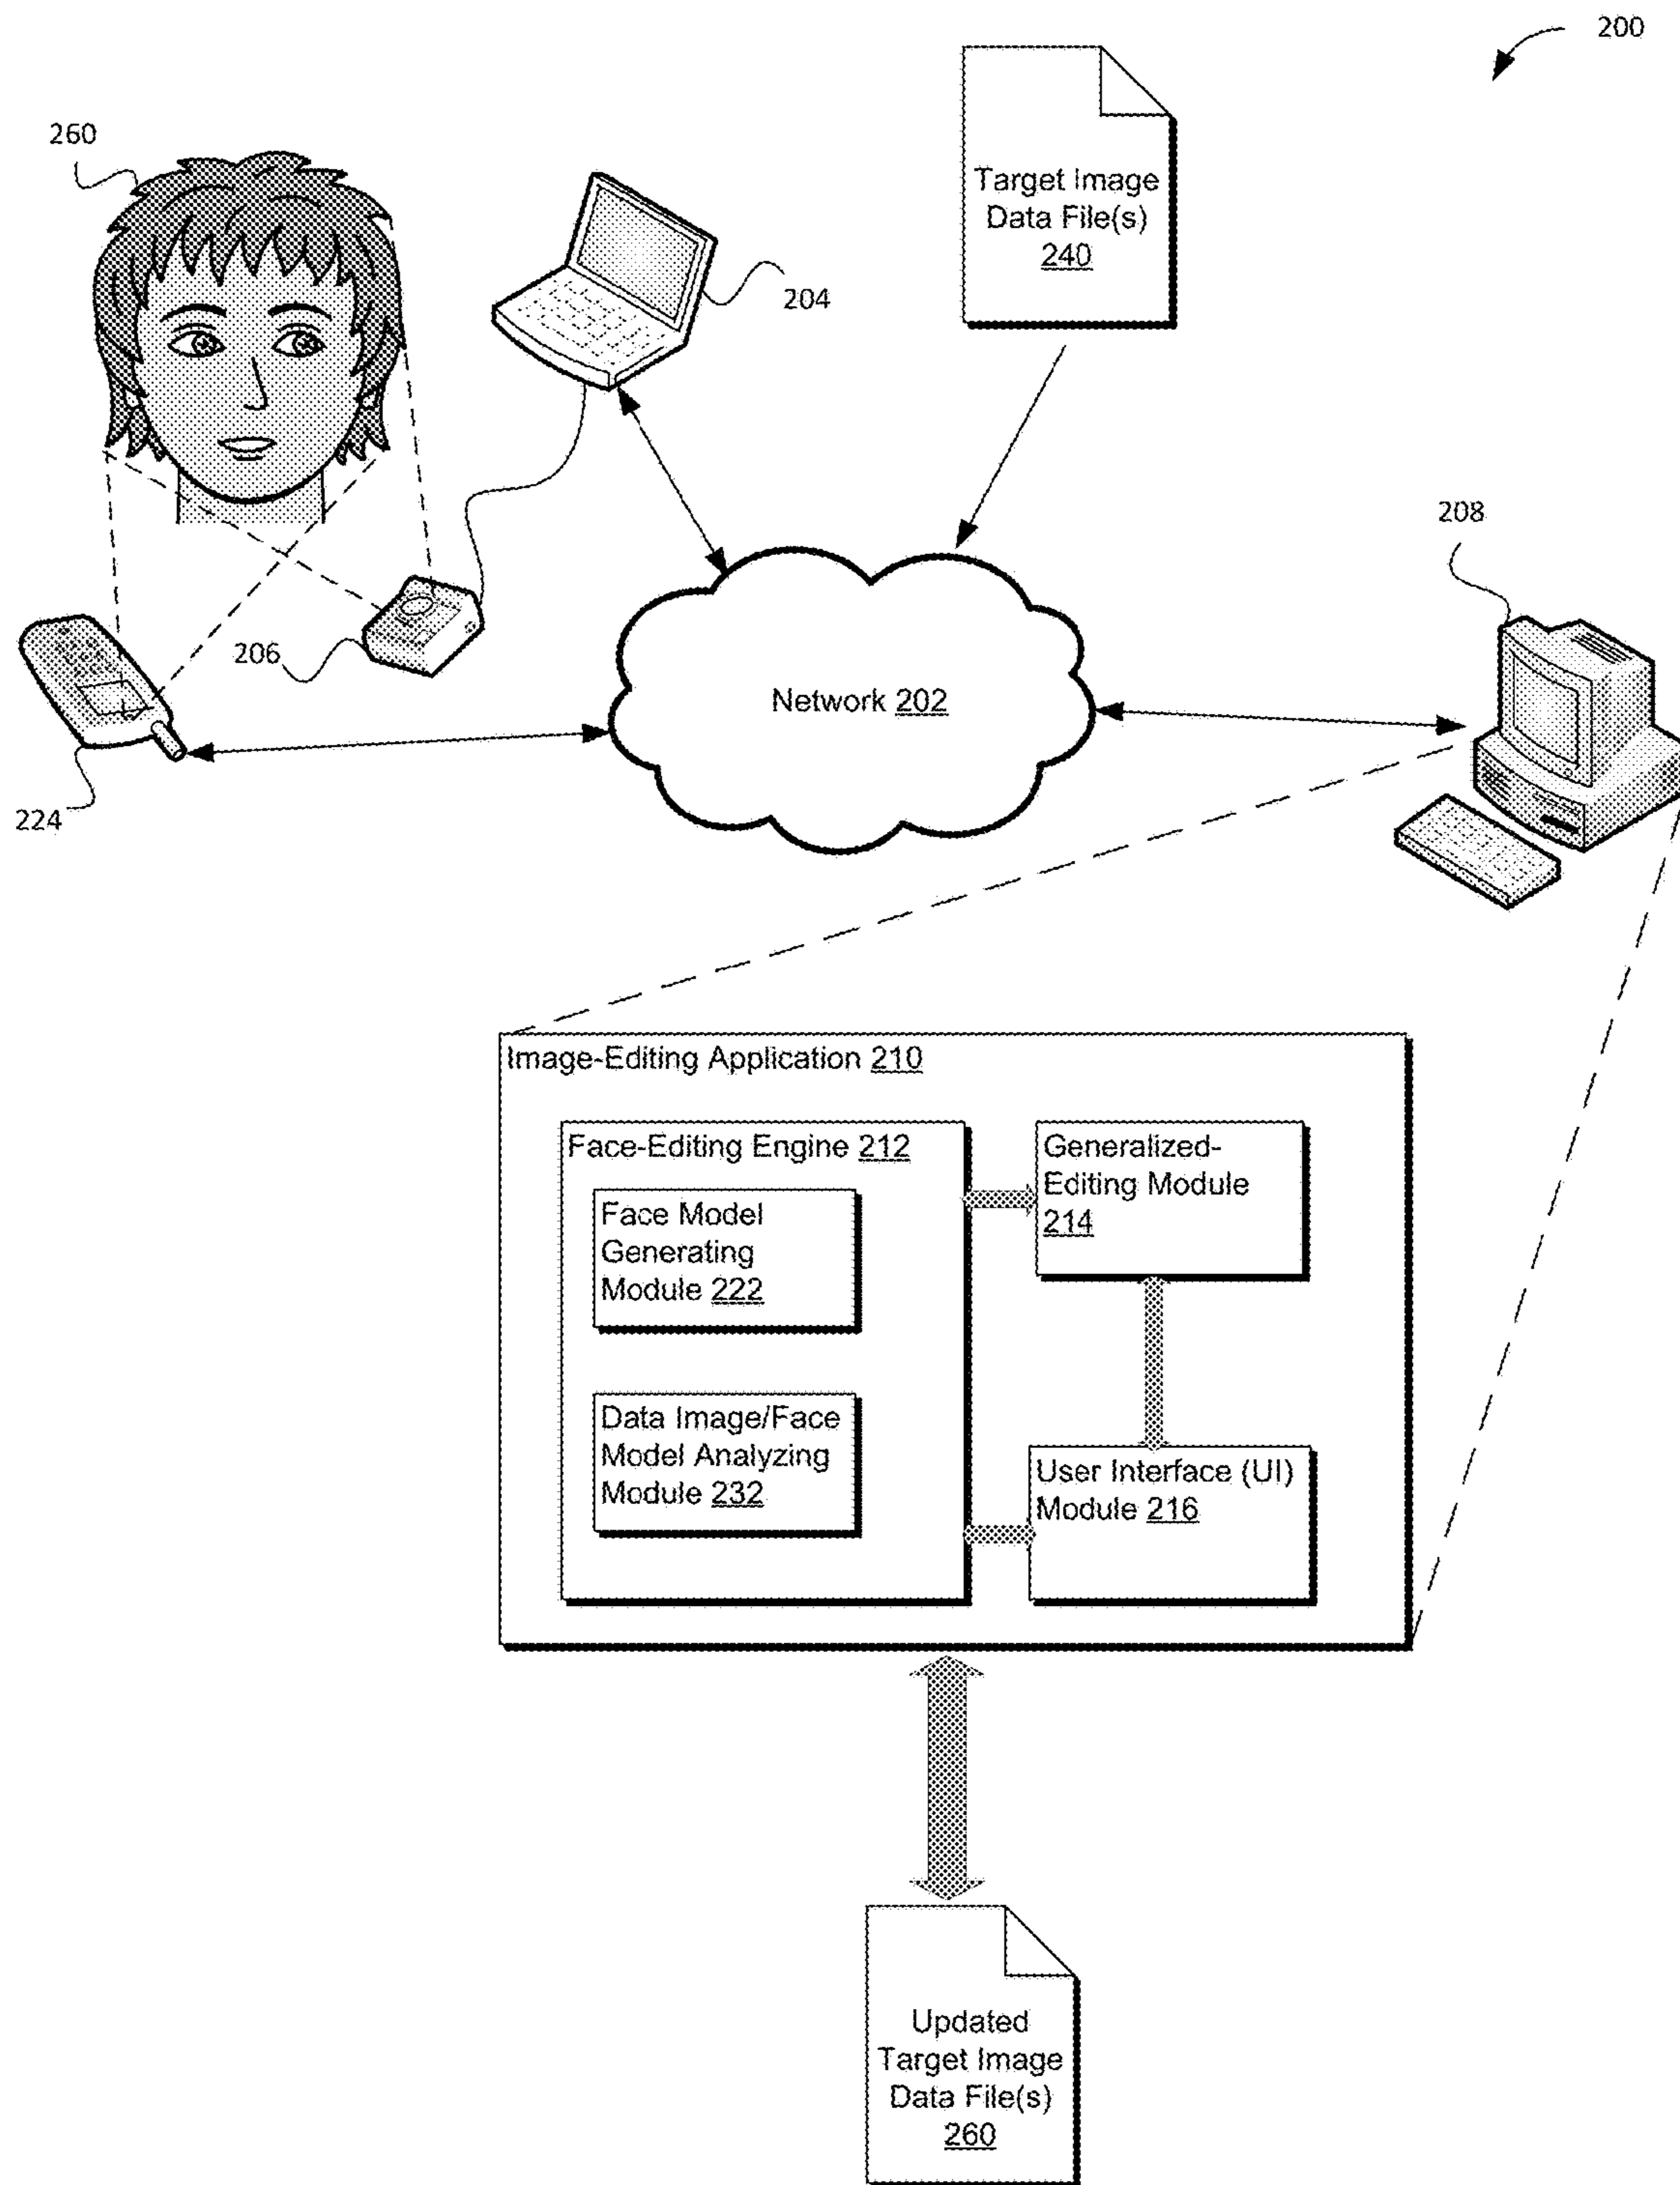 200
260
Target Image
Data File(s)
240
204
208
206
Network 202
224
Image-Editing Application 210
Face-Editing Engine 212
Face Model
Generating
Module 222
Data Image/Face
Model Analyzing
Module 232
Generalized-
Editing Module
214
User Interface (UI)
Module 216
Updated
Target Image
Data File(s)
260